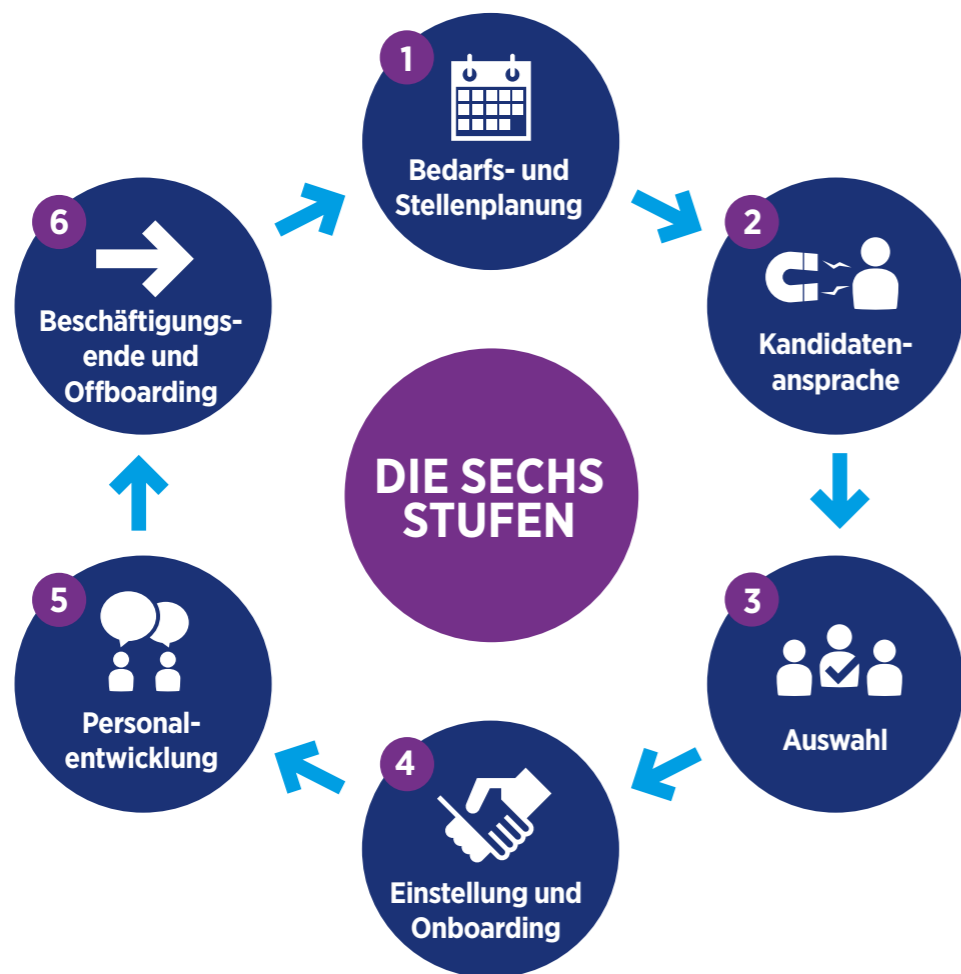 1
Bedarfs- und
Stellenplanung
2
Kandidaten-
ansprache
3
Auswahl
4
Einstellung und
Onboarding
5
Personal-
entwicklung
6
Beschäftigungs-
ende und
Offboarding
DIE SECHS
STUFEN